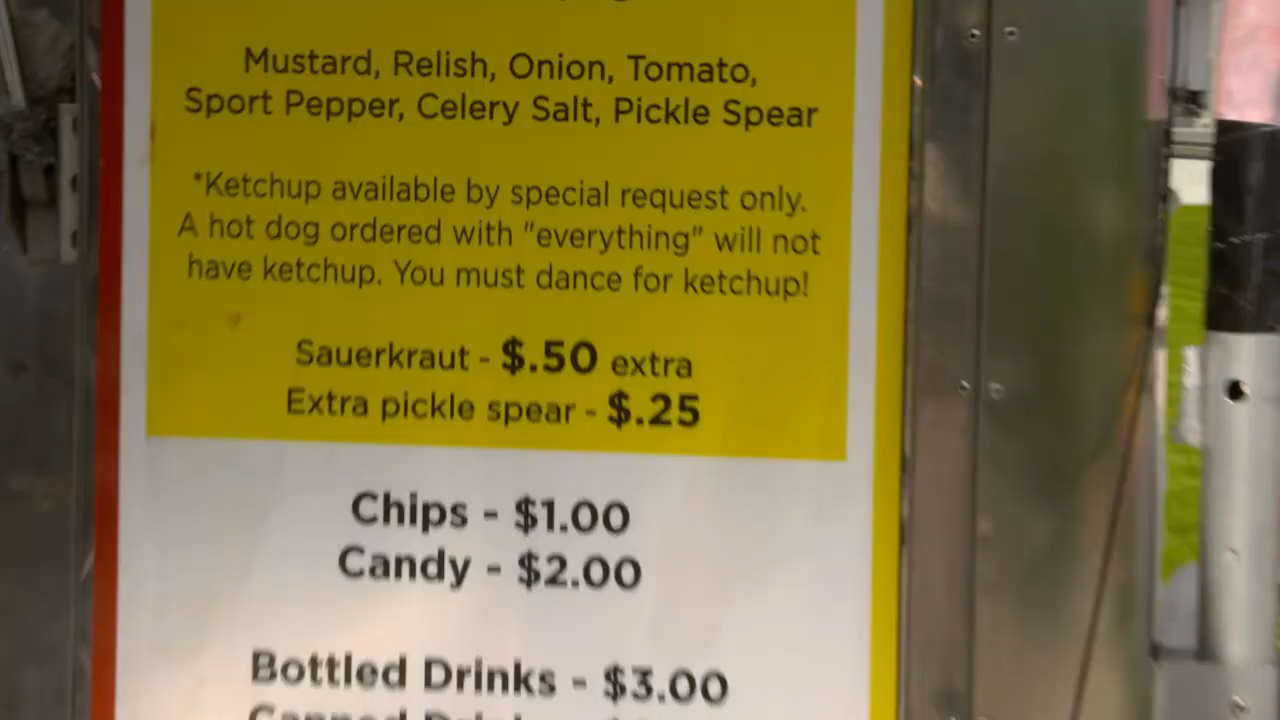 Mustard, Relish, Onion, Tomato,
Sport Pepper, Celery Salt, Pickle Spear
*Ketchup available by special request only.
A hot dog ordered with "everything" will not
have ketchup. You must dance for ketchup!
Sauerkraut - $.50 extra
Extra pickle spear - $.25
Chips - $1.00
Candy - $2.00
Bottled Drinks - $3.00